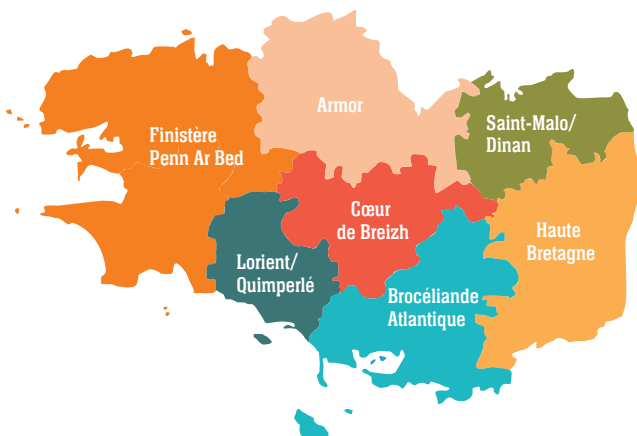 Armor
Saint-Malo/
Dinan
Finistère
Penn Ar Bed
Cœur
de Breizh
Haute
Bretagne
Lorient/
Quimperlé
Brocéliande
Atlantique